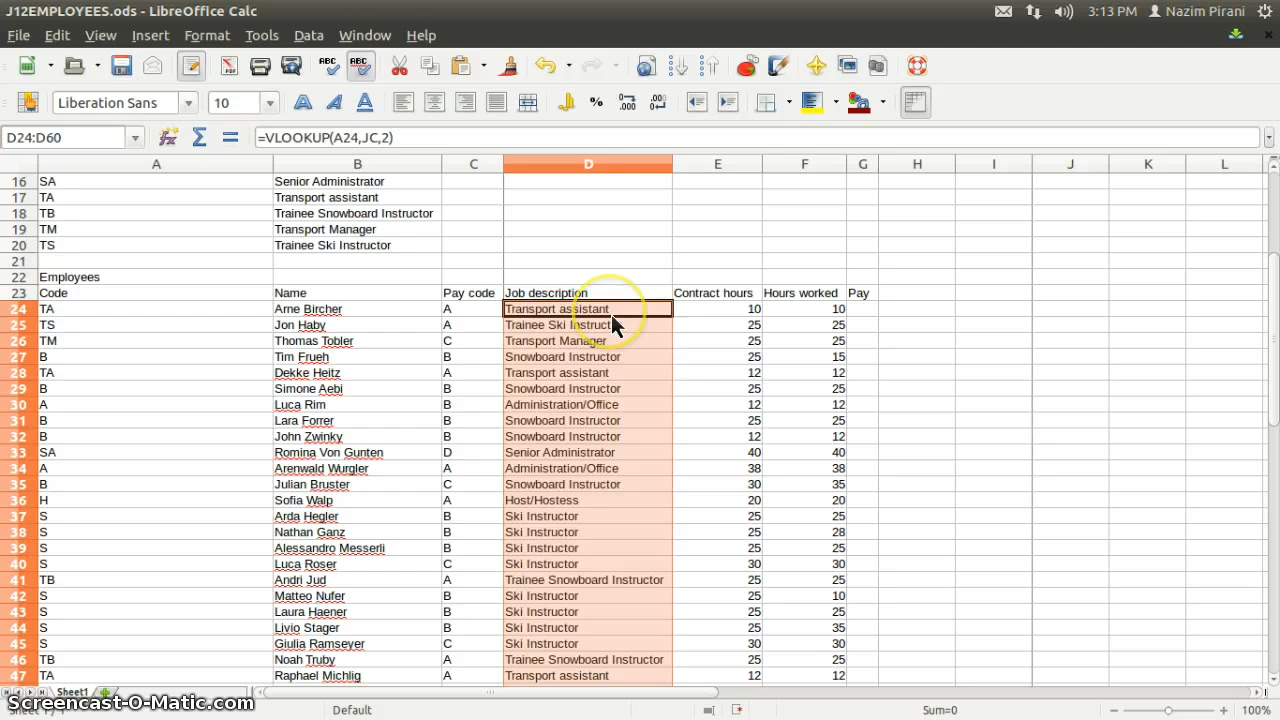 J12EMPLOYEES.ods - LibreOffice Calc 3:13 PM Nazim Pirani
File Edit View Insert Format Tools Data Window Help
Liberation Sans 10
D24:D60 =VLOOKUP(A24,JC,2)
A B C D E F G H I J K L
16 SA Senior Administrator
17 TA Transport assistant
18 TB Trainee Snowboard Instructor
19 TM Transport Manager
20 TS Trainee Ski Instructor
21
22 Employees
23 Code Name Pay code Job description Contract hours Hours worked Pay
24 TA Arne Bircher A Transport assistant 10 10
25 TS Jon Haby A Trainee Ski Instruct 25 25
26 TM Thomas Tobler C Transport Manager 25 25
27 B Tim Frueh B Snowboard Instructor 25 15
28 TA Dekke Heitz A Transport assistant 12 12
29 B Simone Aebi B Snowboard Instructor 25 25
30 A Luca Rim B Administration/Office 12 12
31 B Lara Forrer B Snowboard Instructor 25 25
32 B John Zwinky B Snowboard Instructor 12 12
33 SA Romina Von Gunten D Senior Administrator 40 40
34 A Arenwald Wurgler A Administration/Office 38 38
35 B Julian Bruster C Snowboard Instructor 30 35
36 H Sofia Walp A Host/Hostess 20 20
37 S Arda Hegler B Ski Instructor 25 25
38 S Nathan Ganz B Ski Instructor 25 28
39 S Alessandro Messerli B Ski Instructor 25 25
40 S Luca Roser C Ski Instructor 30 30
41 TB Andri Jud A Trainee Snowboard Instructor 25 25
42 S Matteo Nufer B Ski Instructor 25 10
43 S Laura Haener B Ski Instructor 25 25
44 S Livio Stager B Ski Instructor 25 35
45 S Giulia Ramseyer C Ski Instructor 30 30
46 TB Noah Truby A Trainee Snowboard Instructor 25 25
47 TA Raphael Michlig A Transport assistant 12 12
Sheet1
Default Sum=0 100%
Screencast-O-Matic.com